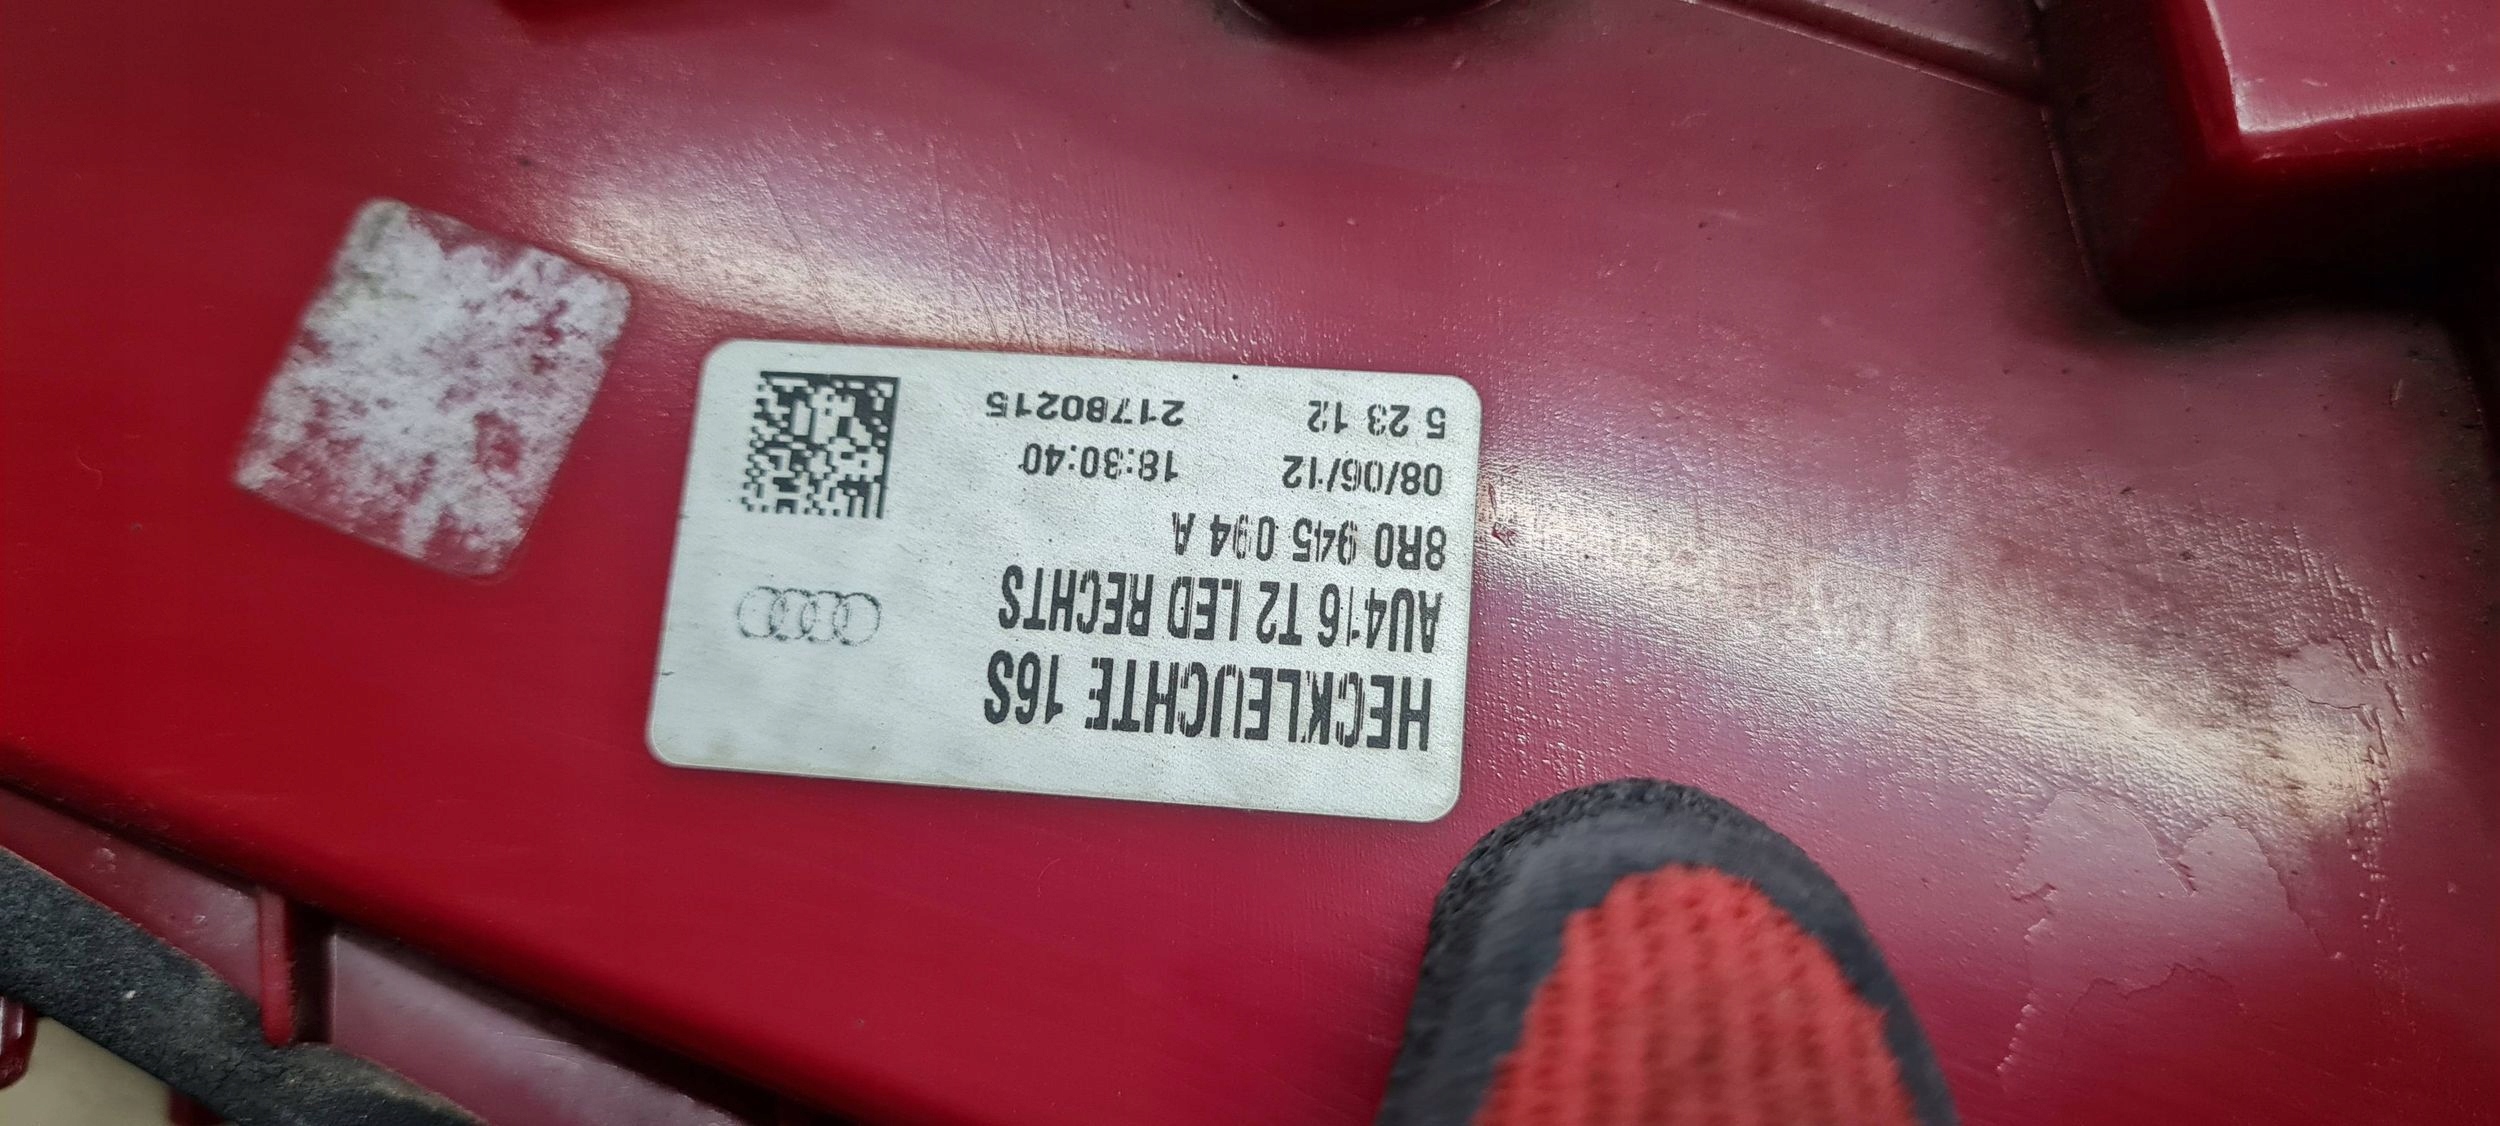 HECKLEUCHTE 16S
AU416 T2 LED RECHTS
8R0 945 094 A
08/06/12 18:30:40
5 23 12 21780215